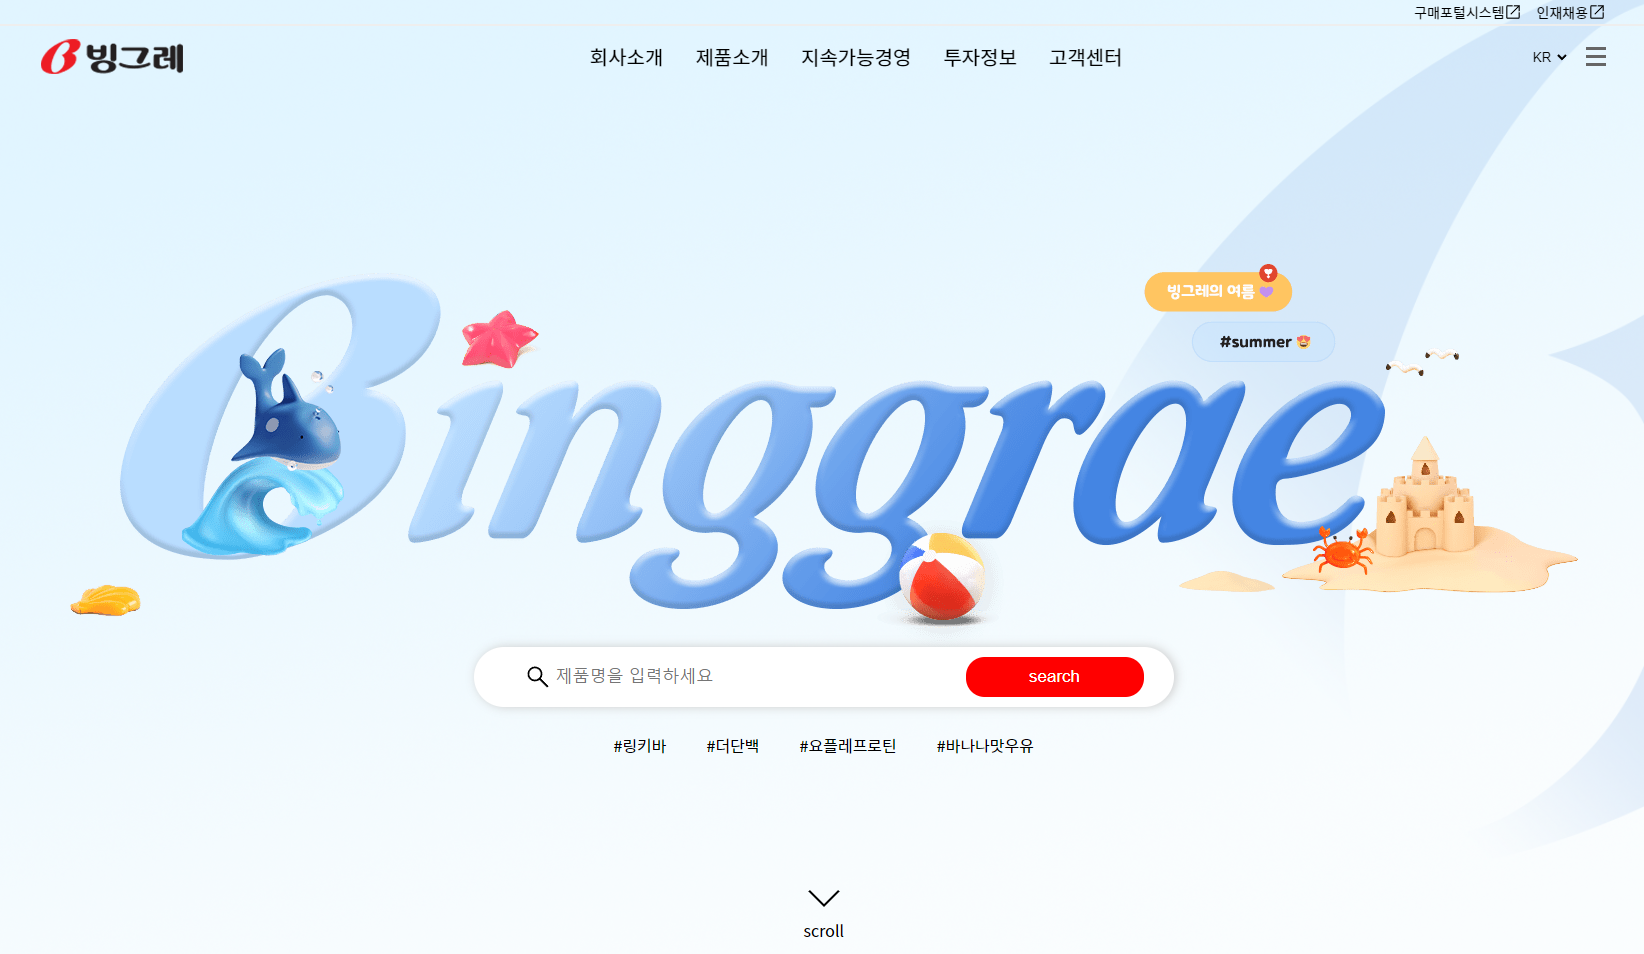 구매포털시스템 인재채용
빙그레
회사소개 제품소개 지속가능경영 투자정보 고객센터
KR
빙그레의 여름
#summer
Binggrae
제품명을 입력하세요
search
#링키바 #더단백 #요플레프로틴 #바나나맛우유
scroll